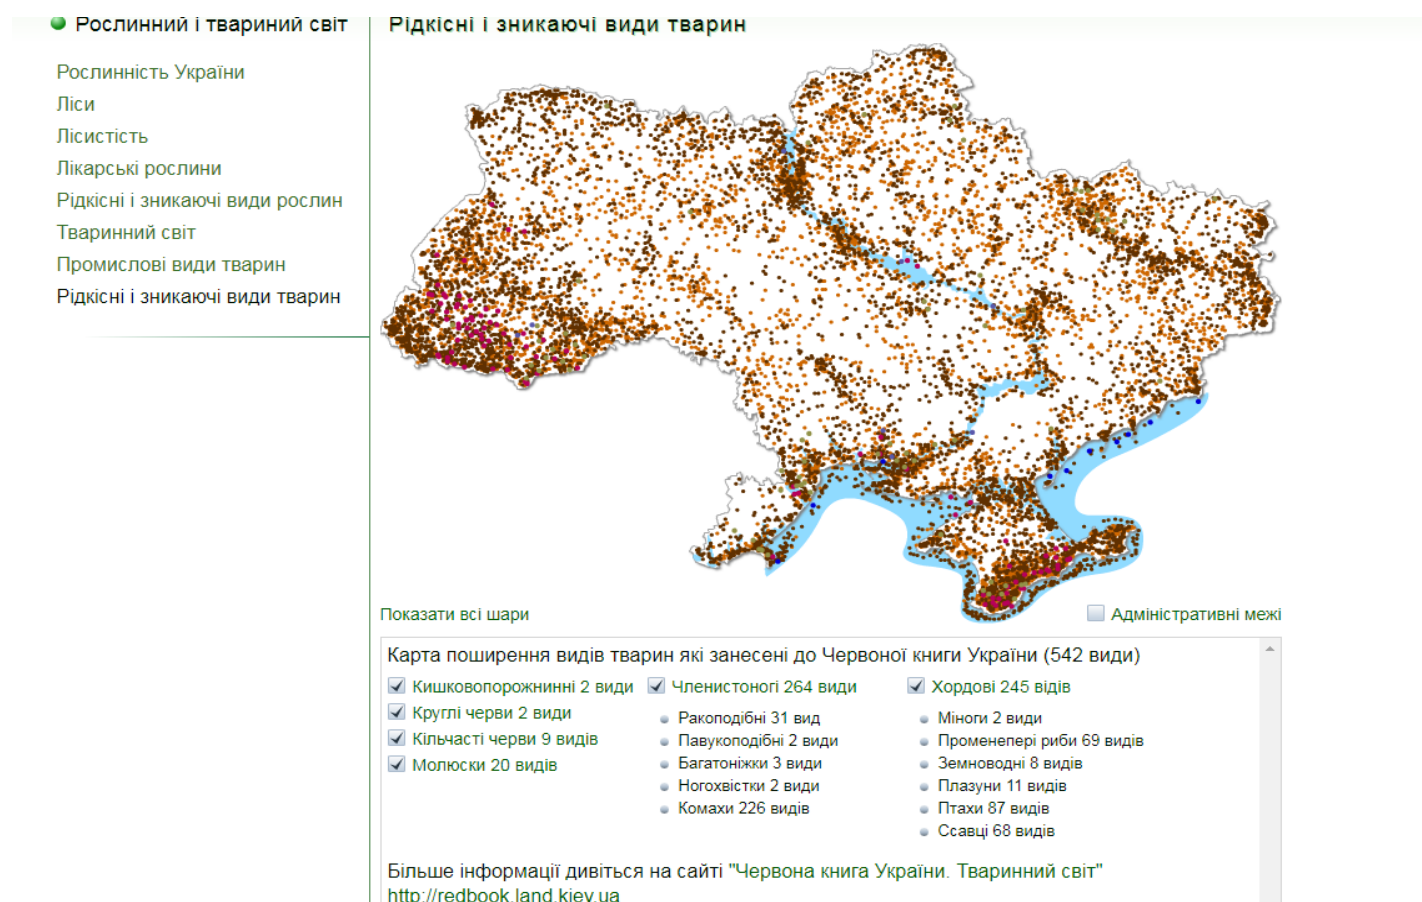 Рослинний і твариний світ
Рослинність України
Ліси
Лісистість
Лікарські рослини
Рідкісні і зникаючі види рослин
Тваринний світ
Промислові види тварин
Рідкісні і зникаючі види тварин
Рідкісні і зникаючі види тварин
Показати всі шари
Адміністративні межі
Карта поширення видів тварин які занесені до Червоної книги України (542 види)
Кишковопорожнинні 2 види
Круглі черви 2 види
Кільчасті черви 9 видів
Молюски 20 видів
Членистоногі 264 види
Ракоподібні 31 вид
Павукоподібні 2 види
Багатоніжки 3 види
Ногохвістки 2 види
Комахи 226 видів
Хордові 245 відів
Міноги 2 види
Променепері риби 69 видів
Земноводні 8 видів
Плазуни 11 видів
Птахи 87 видів
Ссавці 68 видів
Більше інформації дивіться на сайті "Червона книга України. Тваринний світ"
http://redbook.land.kiev.ua